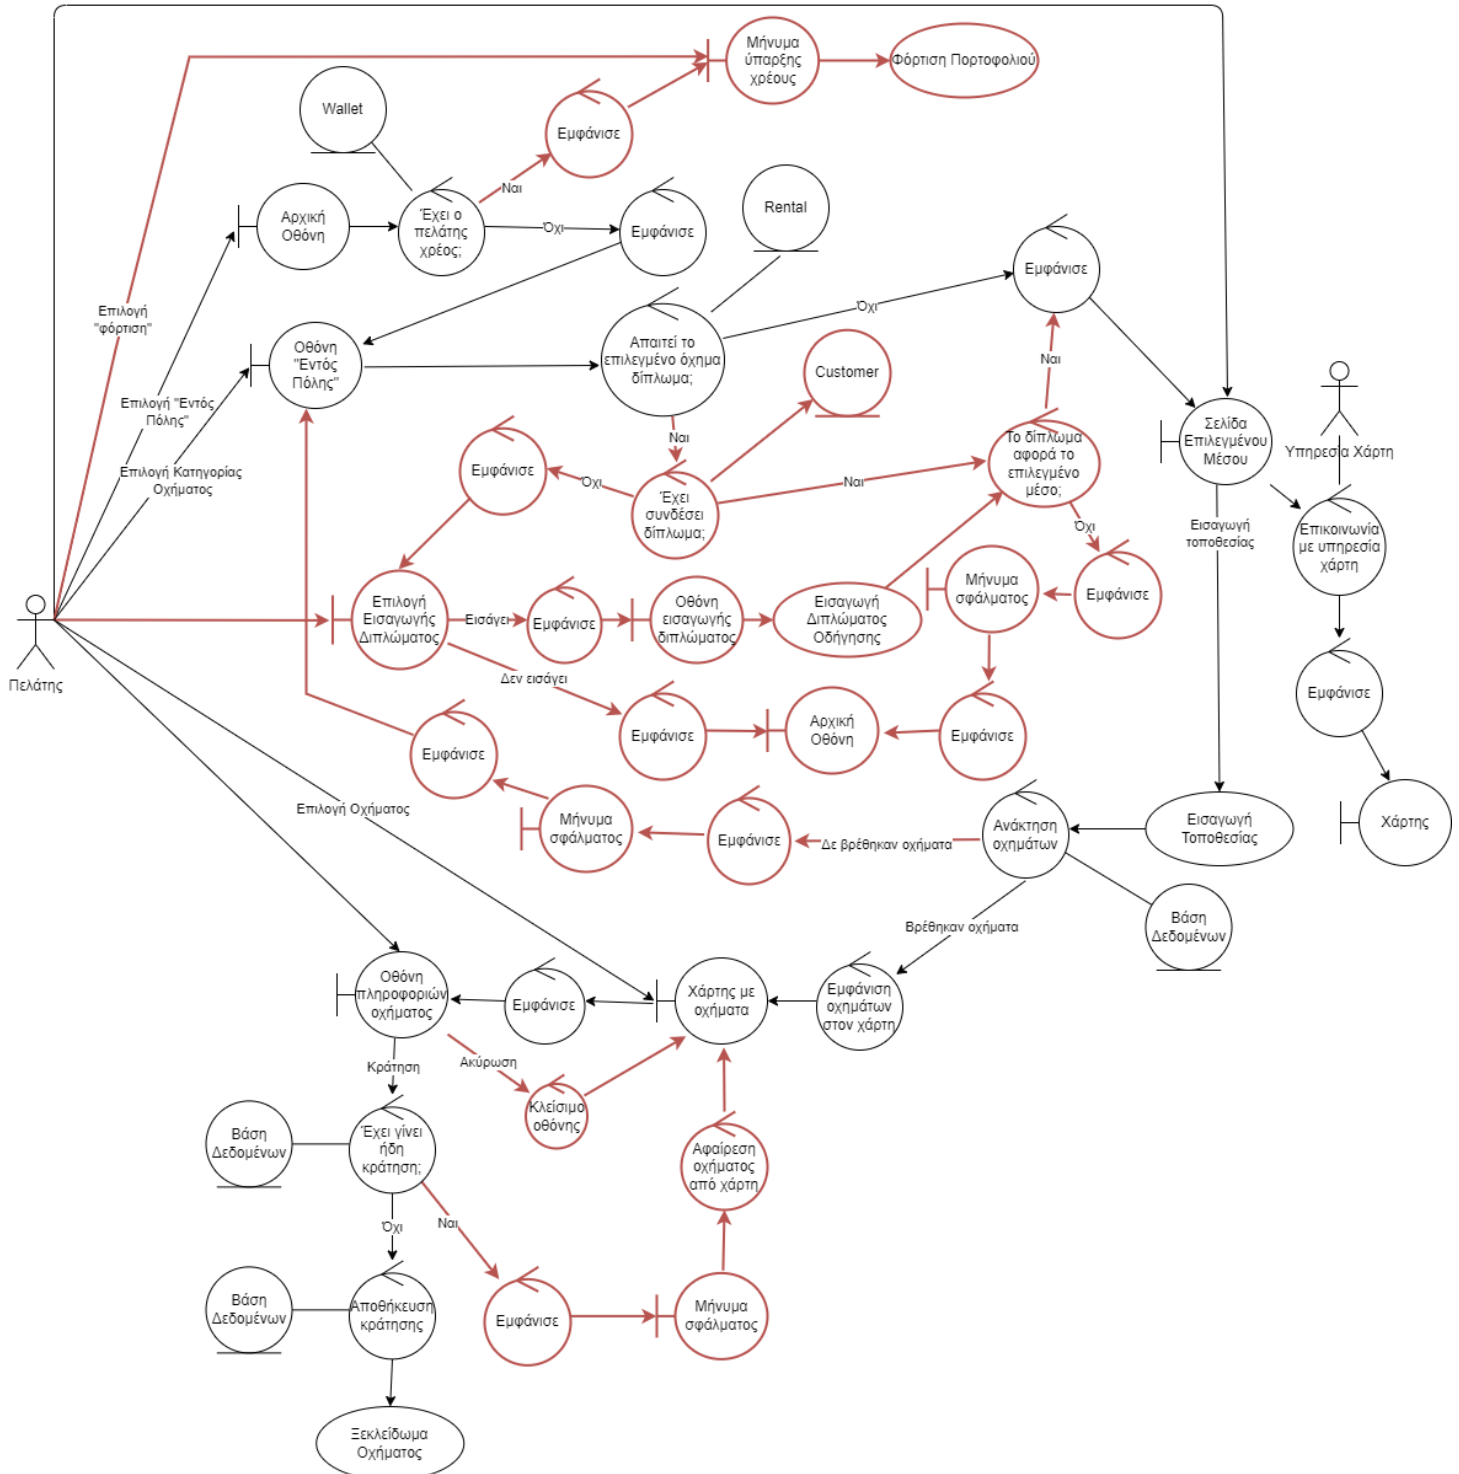 Μήνυμα
ύπαρξης
χρέους
Φόρτιση Πορτοφολιού
Wallet
Εμφάνισε
Ναι
Αρχική
Οθόνη
Έχει ο
πελάτης
χρέος;
Όχι
Εμφάνισε
Rental
Εμφάνισε
Επιλογή
"φόρτιση"
Όχι
Οθόνη
"Εντός
Πόλης"
Απαιτεί το
επιλεγμένο όχημα
δίπλωμα;
Customer
Ναι
Επιλογή "Εντός
Πόλης"
Επιλογή Κατηγορίας
Οχήματος
Ναι
Εμφάνισε
Όχι
Έχει
συνδέσει
δίπλωμα;
Ναι
Το δίπλωμα
αφορά το
επιλεγμένο
μέσο;
Όχι
Σελίδα
Επιλεγμένου
Μέσου
Υπηρεσία Χάρτη
Εισαγωγή
τοποθεσίας
Επικοινωνία
με υπηρεσία
χάρτη
Επιλογή
Εισαγωγής
Διπλώματος
Εισάγει
Εμφάνισε
Οθόνη
εισαγωγής
διπλώματος
Εισαγωγή
Διπλώματος
Οδήγησης
Μήνυμα
σφάλματος
Εμφάνισε
Πελάτης
Δεν εισάγει
Εμφάνισε
Αρχική
Οθόνη
Εμφάνισε
Εμφάνισε
Εμφάνισε
Επιλογή Οχήματος
Μήνυμα
σφάλματος
Εμφάνισε
Δε βρέθηκαν οχήματα
Ανάκτηση
οχημάτων
Εισαγωγή
Τοποθεσίας
Χάρτης
Βρέθηκαν οχήματα
Βάση
Δεδομένων
Οθόνη
πληροφοριών
οχήματος
Εμφάνισε
Χάρτης με
οχήματα
Εμφάνιση
οχημάτων
στον χάρτη
Κράτηση
Ακύρωση
Κλείσιμο
οθόνης
Βάση
Δεδομένων
Έχει γίνει
ήδη
κράτηση;
Αφαίρεση
οχήματος
από χάρτη
Όχι
Ναι
Βάση
Δεδομένων
Αποθήκευση
κράτησης
Εμφάνισε
Μήνυμα
σφάλματος
Ξεκλείδωμα
Οχήματος